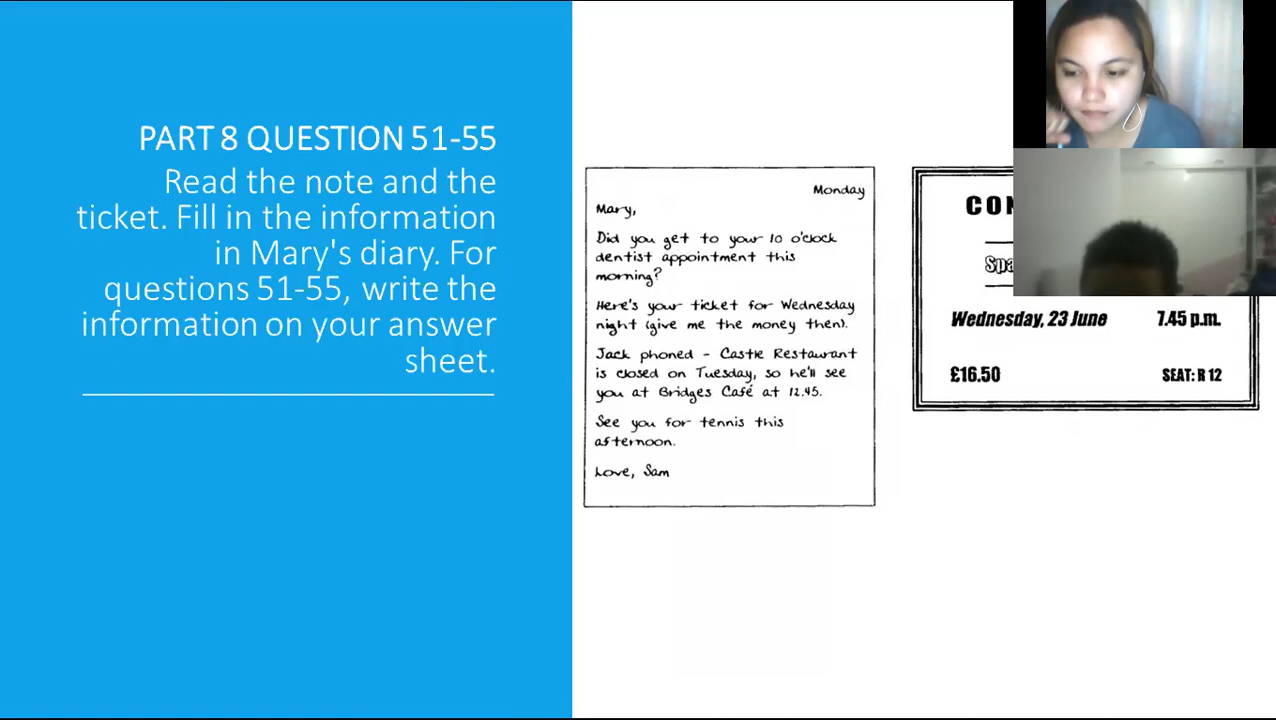 PART 8 QUESTION 51-55
Read the note and the
ticket. Fill in the information
in Mary's diary. For
questions 51-55, write the
information on your answer
sheet.
Monday
Mary,
Did you get to your 10 o'clock
dentist appointment this
morning?
Here's your ticket for Wednesday
night (give me the money then).
Jack phoned - Castle Restaurant
is closed on Tuesday, so he'll see
you at Bridges Café at 12.45.
See you for tennis this
afternoon.
Love, Sam
Wednesday, 23 June 7.45 p.m.
£16.50 SEAT: R 12